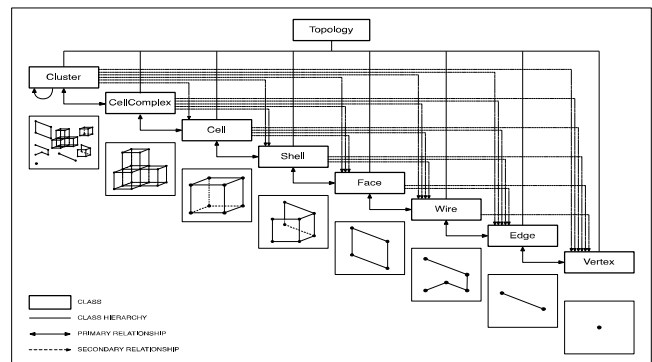 Topology
Cluster
CellComplex
Cell
Shell
Face
Wire
Edge
Vertex
CLASS
CLASS HIERARCHY
PRIMARY RELATIONSHIP
SECONDARY RELATIONSHIP